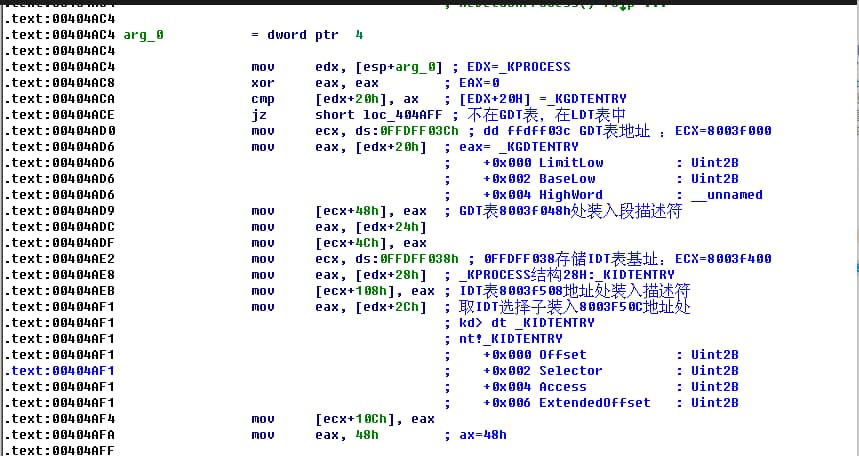 .text:00404AC4
.text:00404AC4 arg_0 = dword ptr 4
.text:00404AC4
.text:00404AC4 mov edx, [esp+arg_0] ; EDX=_KPROCESS
.text:00404AC8 xor eax, eax ; EAX=0
.text:00404ACA cmp [edx+20h], ax ; [EDX+20H] =_KGDTENTRY
.text:00404ACE jz short loc_404AFF ; 不在GDT表，在LDT表中
.text:00404AD0 mov ecx, ds:0FFDFF03Ch ; dd ffdff03c GDT表地址 ：ECX=8003f000
.text:00404AD6 mov eax, [edx+20h] ; eax= _KGDTENTRY
.text:00404AD6 ; +0x000 LimitLow : Uint2B
.text:00404AD6 ; +0x002 BaseLow : Uint2B
.text:00404AD6 ; +0x004 HighWord : __unnamed
.text:00404AD9 mov [ecx+48h], eax ; GDT表8003f048h处装入段描述符
.text:00404ADC mov eax, [edx+24h]
.text:00404ADF mov [ecx+4Ch], eax
.text:00404AE2 mov ecx, ds:0FFDFF038h ; 0FFDFF038存储IDT表基址：ECX=8003f400
.text:00404AE8 mov eax, [edx+28h] ; _KPROCESS结构28H:_KIDTENTRY
.text:00404AEB mov [ecx+108h], eax ; IDT表8003f508地址处装入描述符
.text:00404AF1 mov eax, [edx+2Ch] ; 取IDT选择子装入8003F50C地址处
.text:00404AF1 ; kd> dt _KIDTENTRY
.text:00404AF1 ; nt!_KIDTENTRY
.text:00404AF1 ; +0x000 Offset : Uint2B
.text:00404AF1 ; +0x002 Selector : Uint2B
.text:00404AF1 ; +0x004 Access : Uint2B
.text:00404AF1 ; +0x006 ExtendedOffset : Uint2B
.text:00404AF4 mov [ecx+10Ch], eax
.text:00404AFA mov eax, 48h ; ax=48h
.text:00404AFF